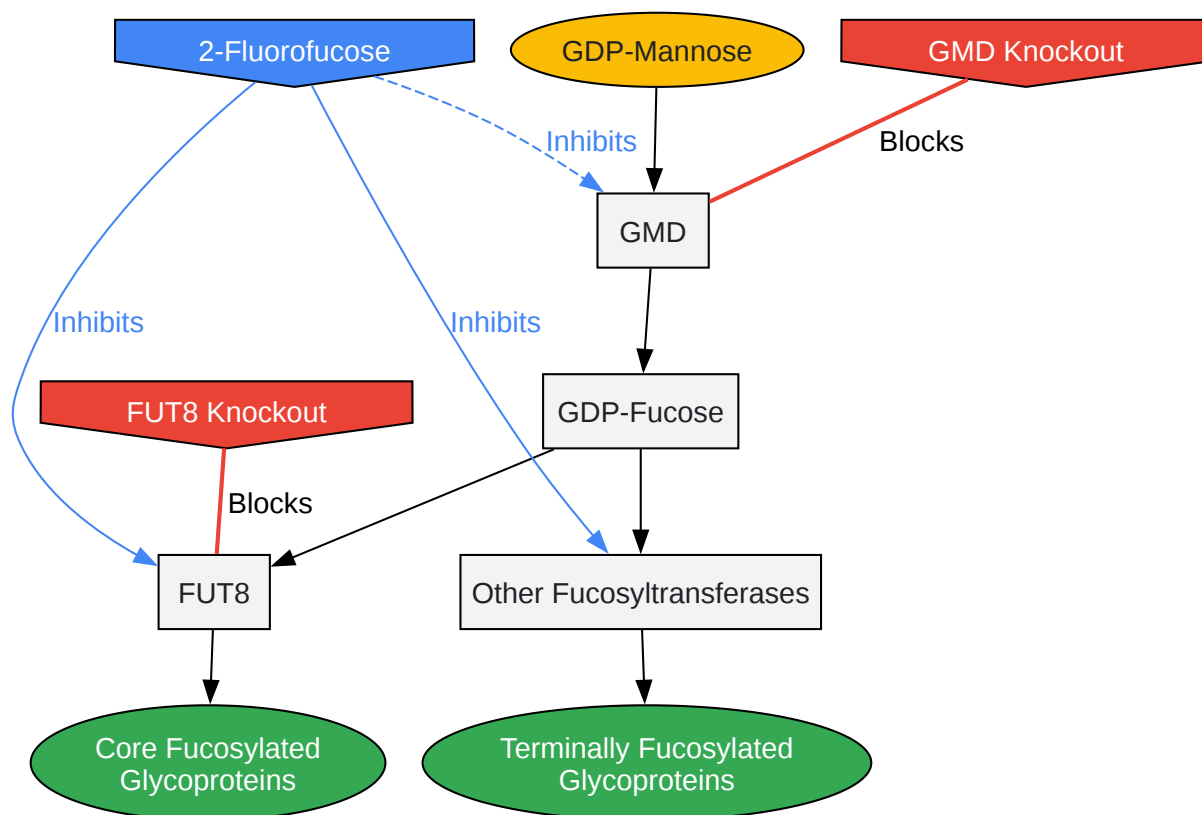 2-Fluorofucose
GDP-Mannose
GMD Knockout
Inhibits
Blocks
GMD
Inhibits
Inhibits
FUT8 Knockout
GDP-Fucose
Blocks
FUT8
Other Fucosyltransferases
Core Fucosylated
Glycoproteins
Terminally Fucosylated
Glycoproteins